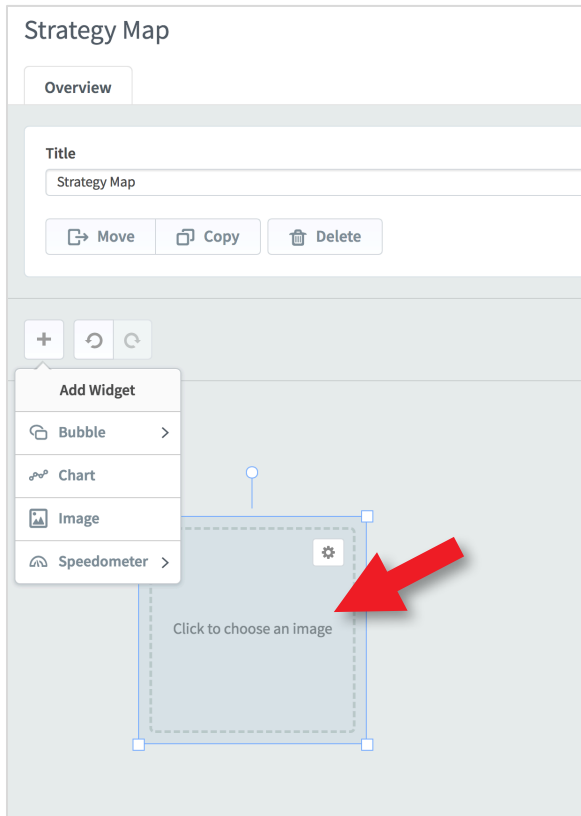 Strategy Map
Overview
Title
Strategy Map
Move
Copy
Delete
Add Widget
Bubble
Chart
Image
Speedometer
Click to choose an image